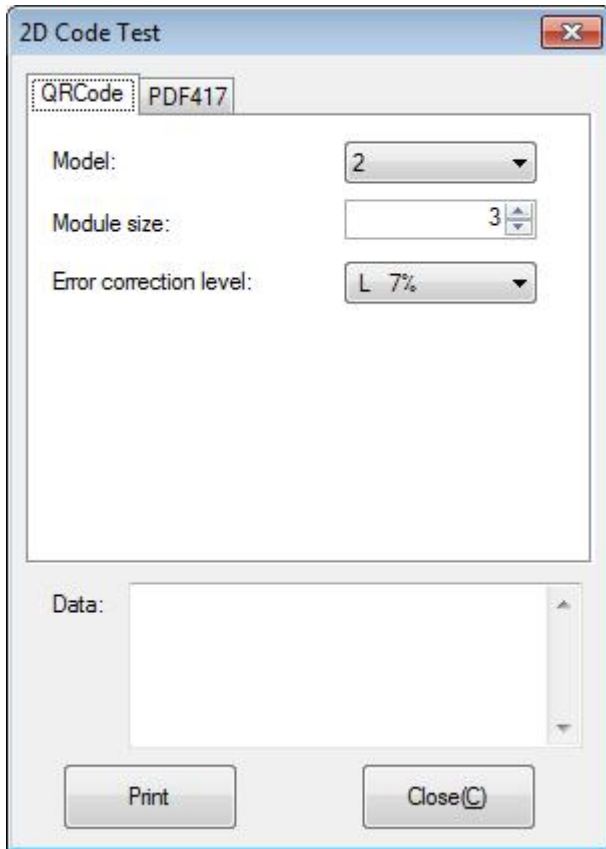 2D Code Test
QRCode PDF417
Model: 2
Module size: 3
Error correction level: L 7%
Data:
Print Close(C)